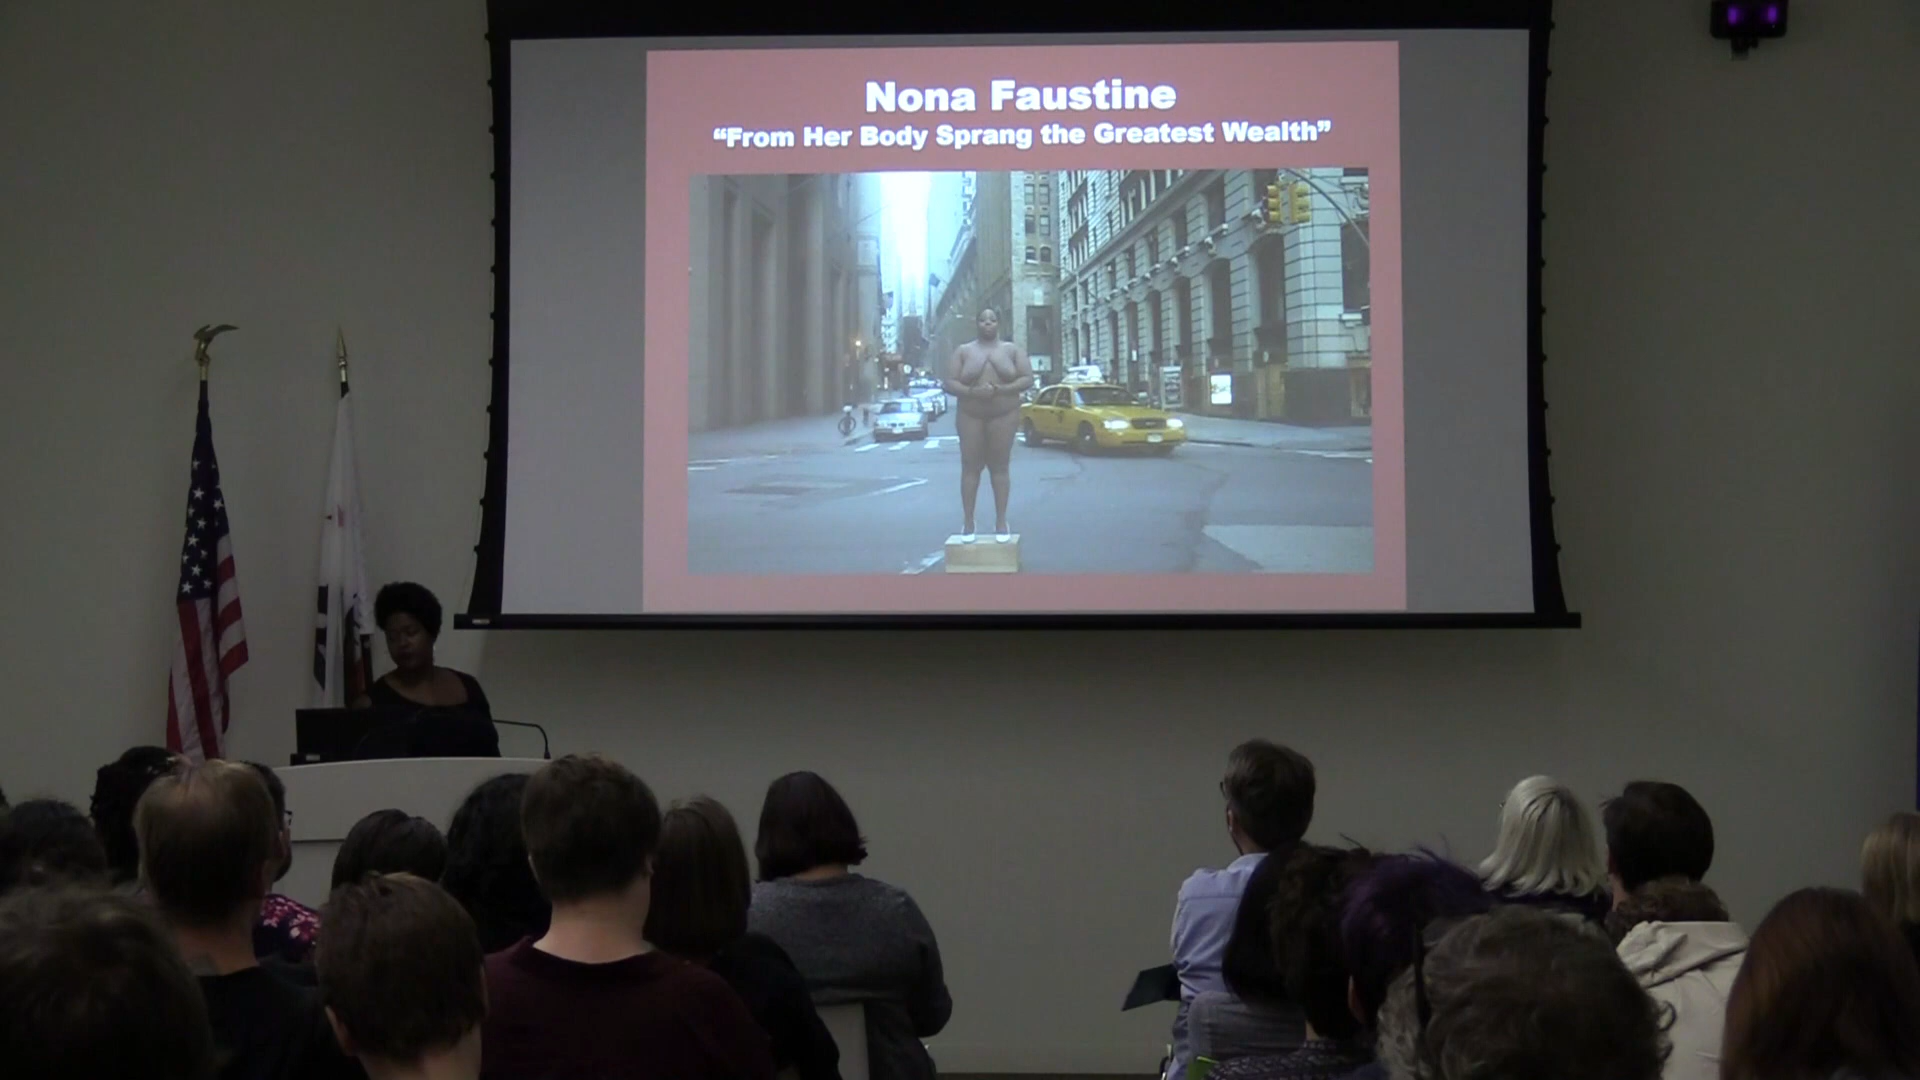 Nona Faustine
“From Her Body Sprang the Greatest Wealth”